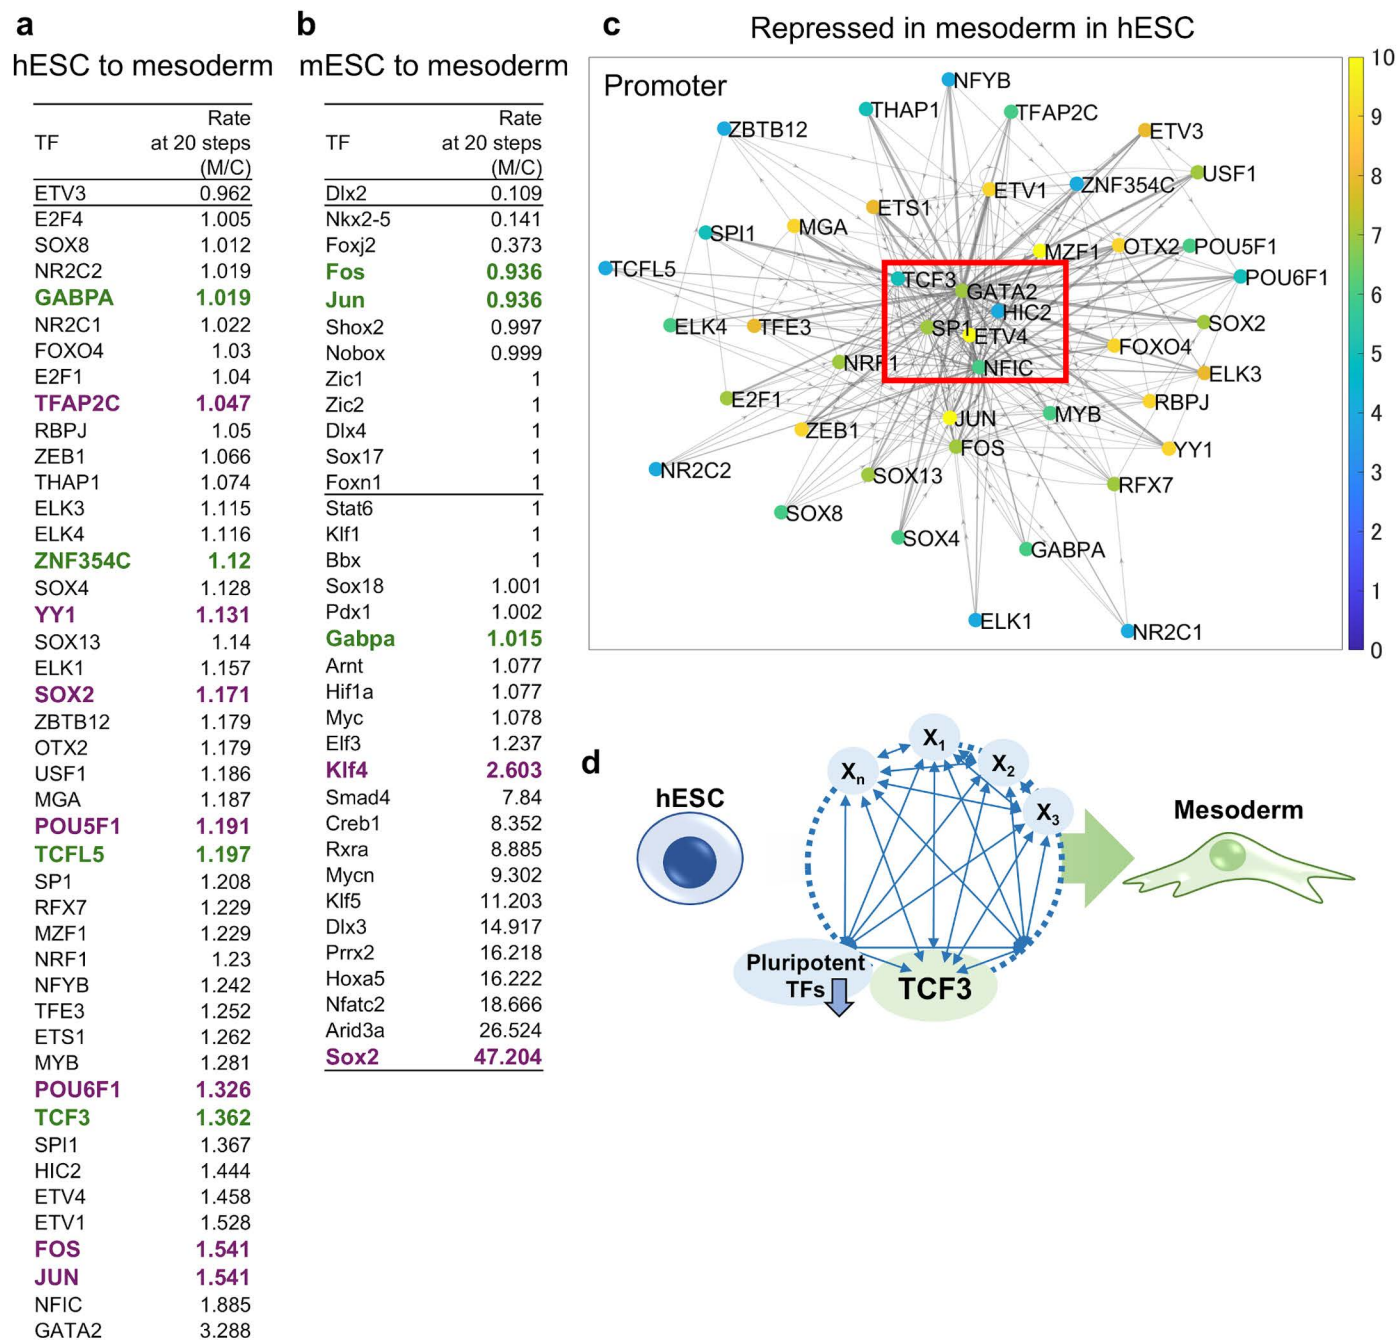 a
hESC to mesoderm
TF Rate at 20 steps (M/C)
ETV3 0.962
E2F4 1.005
SOX8 1.012
NR2C2 1.019
GABPA 1.019
NR2C1 1.022
FOXO4 1.03
E2F1 1.04
TFAP2C 1.047
RBPJ 1.05
ZEB1 1.066
THAP1 1.074
ELK3 1.115
ELK4 1.116
ZNF354C 1.12
SOX4 1.128
YY1 1.131
SOX13 1.14
ELK1 1.157
SOX2 1.171
ZBTB12 1.179
OTX2 1.179
USF1 1.186
MGA 1.187
POU5F1 1.191
TCFL5 1.197
SP1 1.208
RFX7 1.229
MZF1 1.229
NRF1 1.23
NFYB 1.242
TFE3 1.252
ETS1 1.262
MYB 1.281
POU6F1 1.326
TCF3 1.362
SPI1 1.367
HIC2 1.444
ETV4 1.458
ETV1 1.528
FOS 1.541
JUN 1.541
NFIC 1.885
GATA2 3.288
b
mESC to mesoderm
TF Rate at 20 steps (M/C)
Dlx2 0.109
Nkx2-5 0.141
Foxj2 0.373
Fos 0.936
Jun 0.936
Shox2 0.997
Nobox 0.999
Zic1 1
Zic2 1
Dlx4 1
Sox17 1
Foxn1 1
Stat6 1
Klf1 1
Bbx 1
Sox18 1.001
Pdx1 1.002
Gabpa 1.015
Arnt 1.077
Hif1a 1.077
Myc 1.078
Elf3 1.237
Klf4 2.603
Smad4 7.84
Creb1 8.352
Rxra 8.885
Mycn 9.302
Klf5 11.203
Dlx3 14.917
Prrx2 16.218
Hoxa5 16.222
Nfatc2 18.666
Arid3a 26.524
Sox2 47.204
c
Repressed in mesoderm in hESC
Promoter
NFYB
THAP1
TFAP2C
ZBTB12
ETV3
USF1
ZNF354C
ETV1
ETS1
MGA
SPI1
MZF1
OTX2
POU5F1
TCFL5
TCF3
POU6F1
GATA2
HIC2
ELK4
TFE3
SP1
ETV4
SOX2
FOXO4
NRF1
NFIC
ELK3
E2F1
RBPJ
JUN
MYB
ZEB1
FOS
YY1
NR2C2
SOX13
RFX7
SOX8
SOX4
GABPA
ELK1
NR2C1
10
9
8
7
6
5
4
3
2
1
0
d
hESC
Xn
X1
X2
X3
Mesoderm
Pluripotent
TFs
TCF3